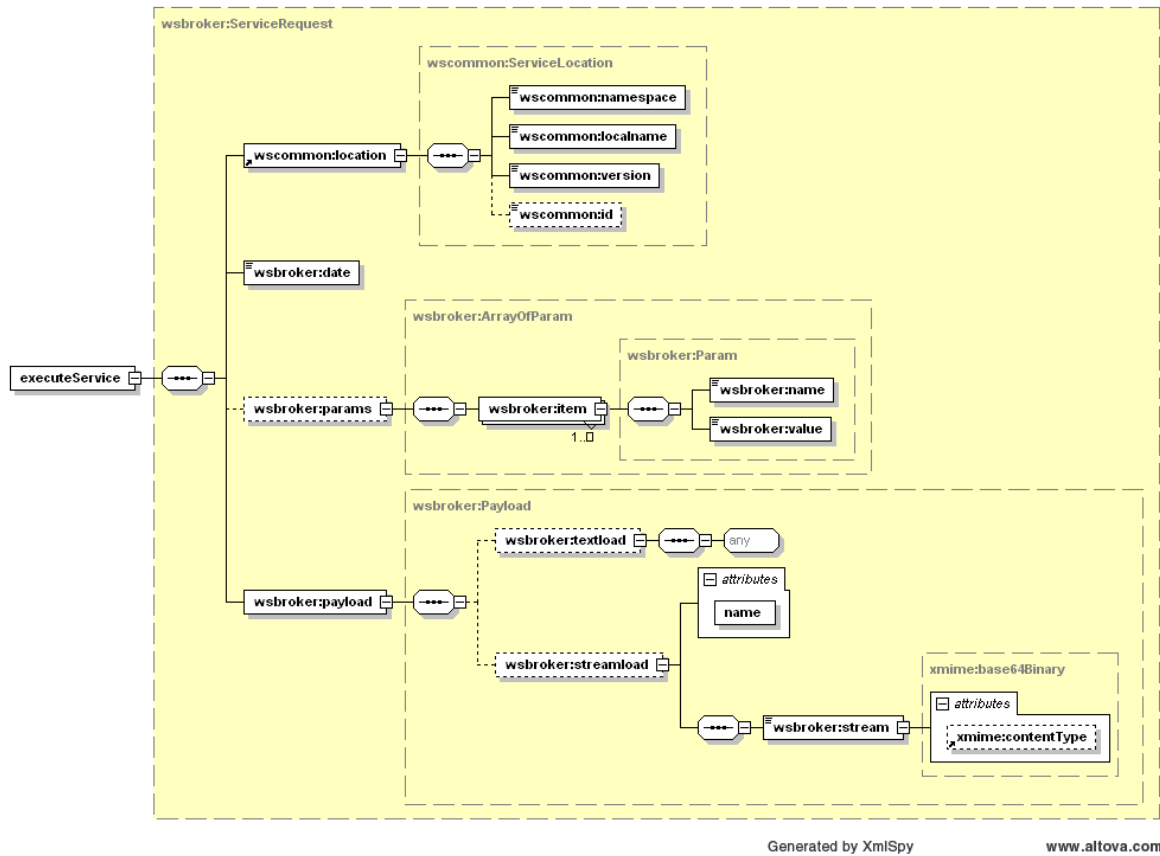 wsbroker:ServiceRequest
wscommon:ServiceLocation
wscommon:namespace
wscommon:localname
wscommon:location
wscommon:version
wscommon:id
wsbroker:date
wsbroker:ArrayOfParam
wsbroker:Param
executeService
wsbroker:name
wsbroker:params
wsbroker:item
wsbroker:value
1..
wsbroker:Payload
wsbroker:textload
any
attributes
wsbroker:payload
name
wsbroker:streamload
xmime:base64Binary
attributes
wsbroker:stream
xmime:contentType
Generated by XmlSpy
www.altova.com